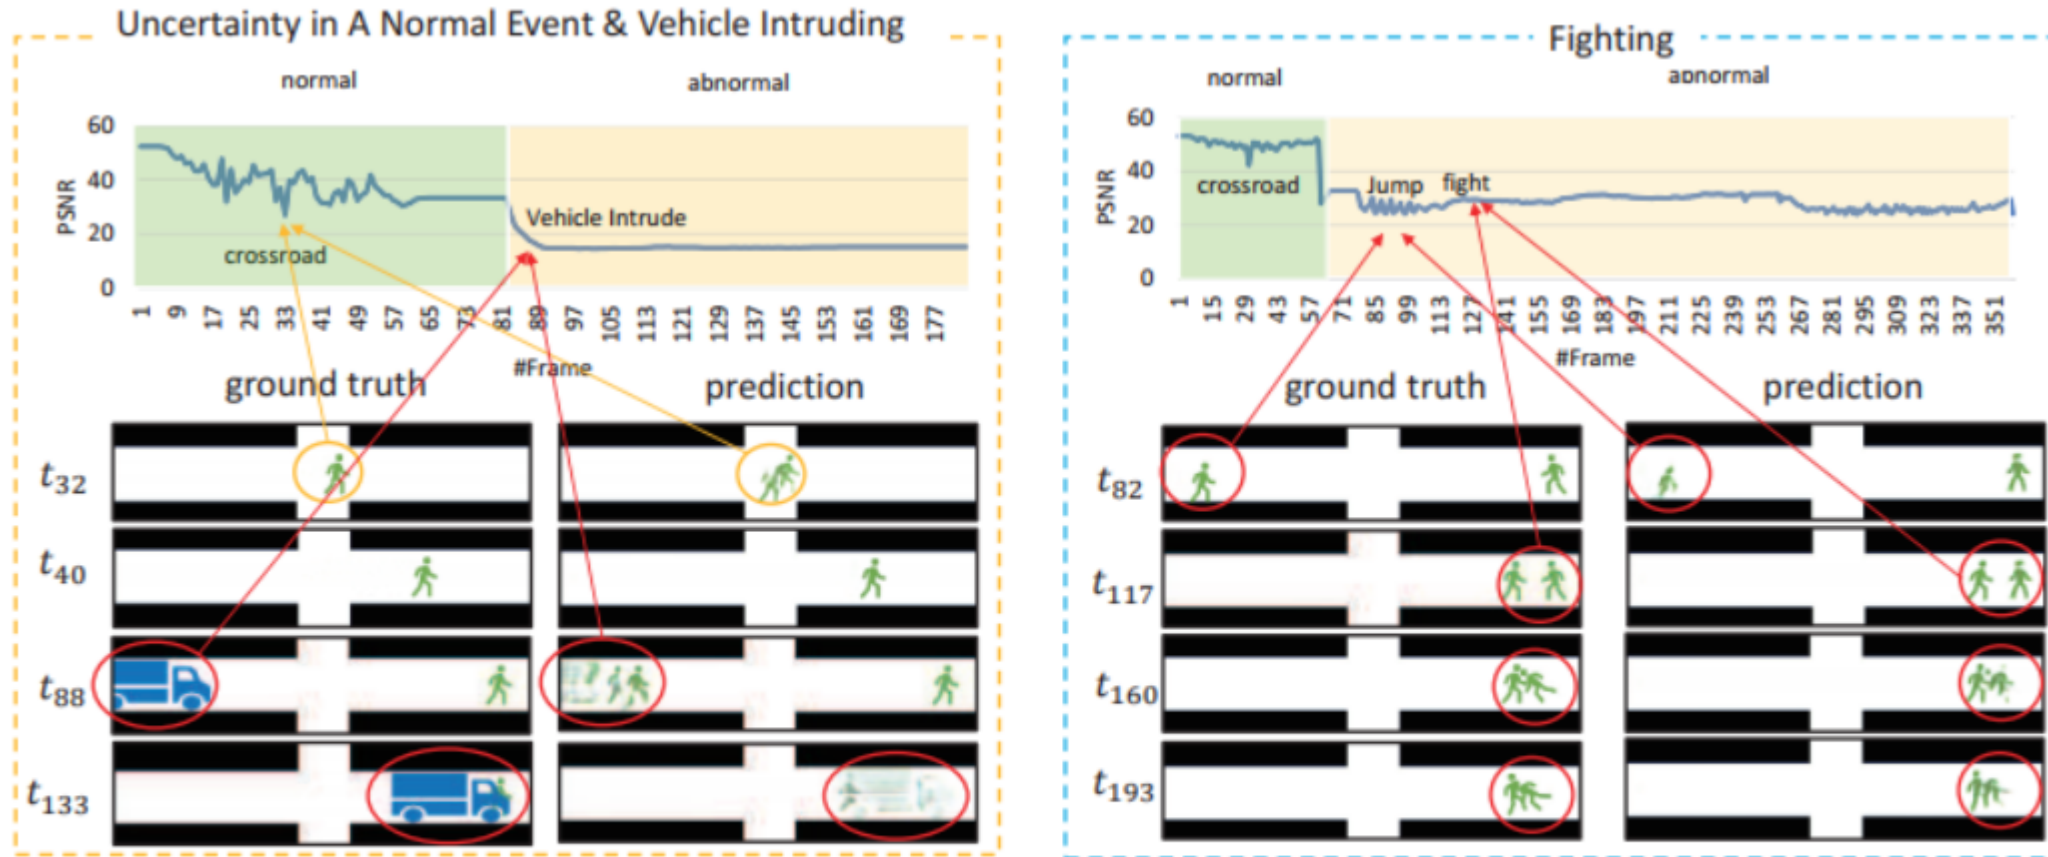 Uncertainty in A Normal Event & Vehicle Intruding
normal
abnormal
60
40
20
0
PSNR
Vehicle Intrude
crossroad
1 9 17 25 33 41 49 57 65 73 81 89 97 105 113 121 129 137 145 153 161 169 177
#Frame
ground truth
prediction
t32
t40
t88
t133
Fighting
normal
abnormal
60
40
20
0
PSNR
crossroad
Jump
fight
1 15 29 43 57 71 85 99 113 127 141 155 169 183 197 211 225 239 253 267 281 295 309 323 337 351
#Frame
ground truth
prediction
t82
t117
t160
t193